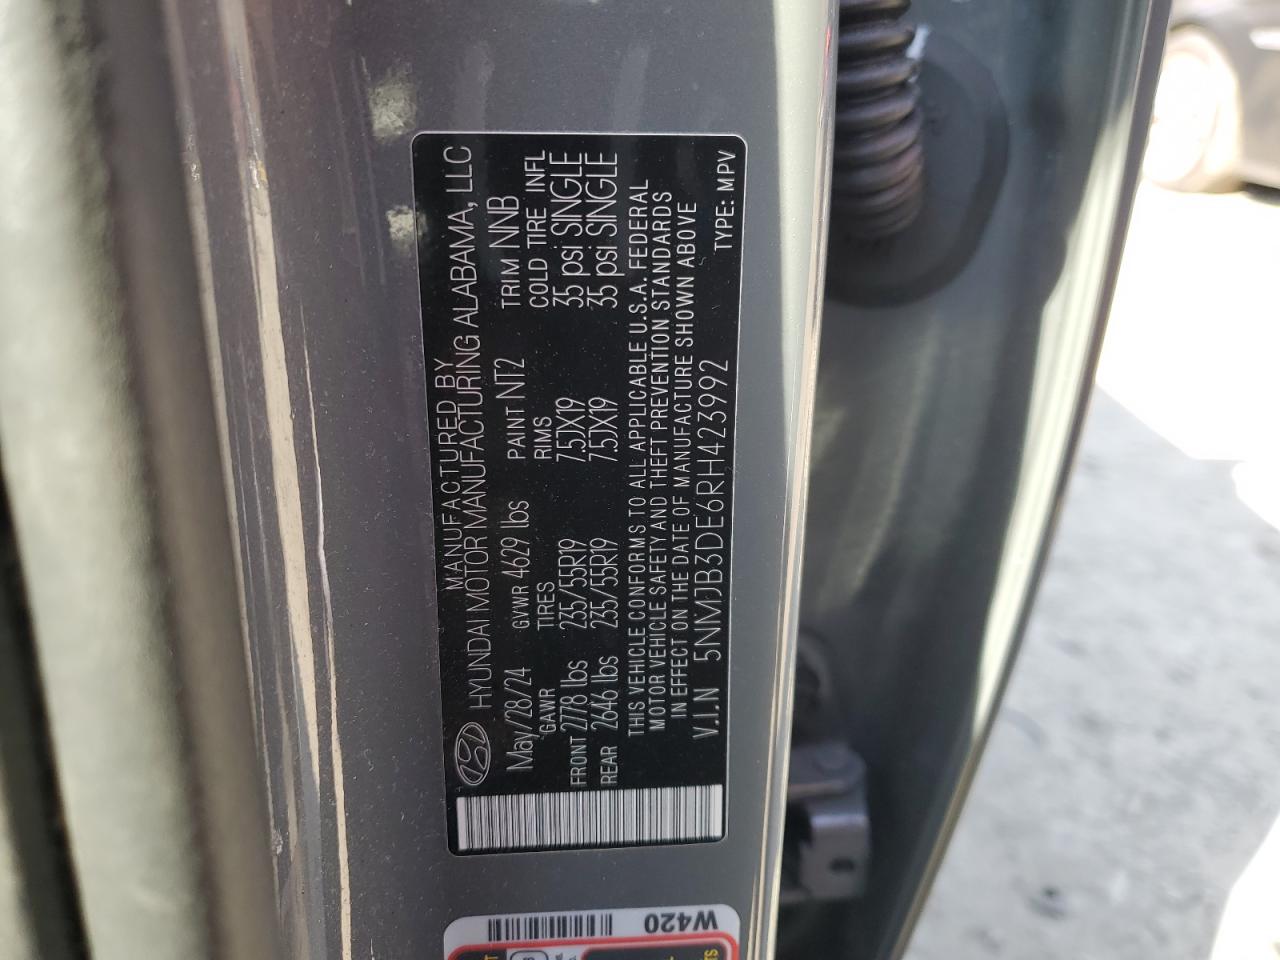 MANUFACTURED BY
HYUNDAI MOTOR MANUFACTURING ALABAMA, LLC
May/28/24 GVWR 4629 lbs PAINT NT2 TRIM NNB
GAWR TIRES RIMS COLD TIRE INFL
FRONT 2778 lbs 235/55R19 7.5JX19 35 psi SINGLE
REAR 2646 lbs 235/55R19 7.5JX19 35 psi SINGLE
THIS VEHICLE CONFORMS TO ALL APPLICABLE U.S.A. FEDERAL
MOTOR VEHICLE SAFETY AND THEFT PREVENTION STANDARDS
IN EFFECT ON THE DATE OF MANUFACTURE SHOWN ABOVE
V.I.N 5NMJB3DE6RH423992 TYPE: MPV
W420